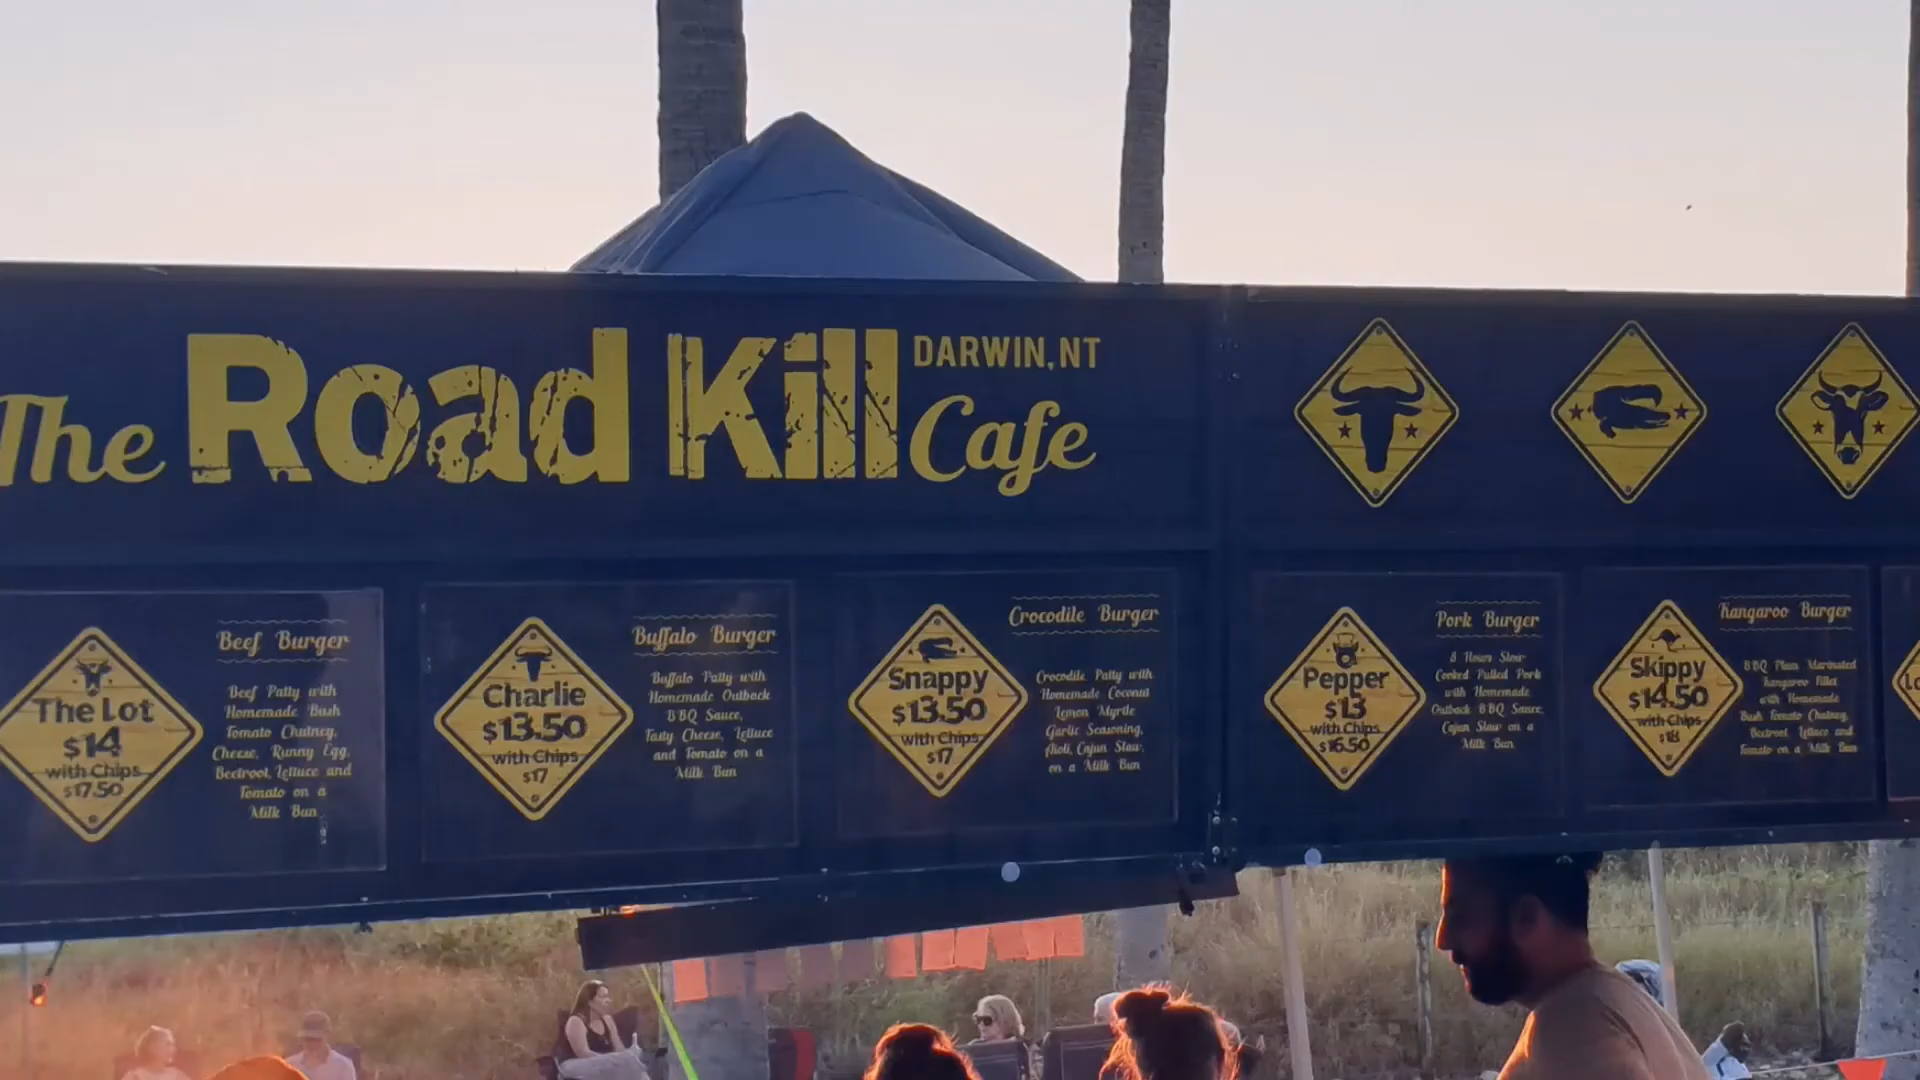 The Road Kill Cafe
DARWIN, NT
The Lot
$14
with Chips
$17.50
Beef Burger
Beef Patty with
Homemade Bush
Tomato Chutney,
Cheese, Runny Egg,
Beetroot, Lettuce and
Tomato on a
Milk Bun
Charlie
$13.50
with Chips
$17
Buffalo Burger
Buffalo Patty with
Homemade Outback
BBQ Sauce,
Tasty Cheese, Lettuce
and Tomato on a
Milk Bun
Snappy
$13.50
with Chips
$17
Crocodile Burger
Crocodile Patty with
Homemade Coconut
Lemon Myrtle
Garlic Seasoning,
Aioli, Cajun Slaw,
on a Milk Bun
Pepper
$13
with Chips
$16.50
Pork Burger
8 Hours Slow
Cooked Pulled Pork
with Homemade
Outback BBQ Sauce,
Cajun Slaw on a
Milk Bun
Skippy
$14.50
with Chips
$18
Kangaroo Burger
BBQ Plum Marinated
Kangaroo Fillet
with Homemade
Bush Tomato Chutney,
Beetroot, Lettuce and
Tomato on a Milk Bun